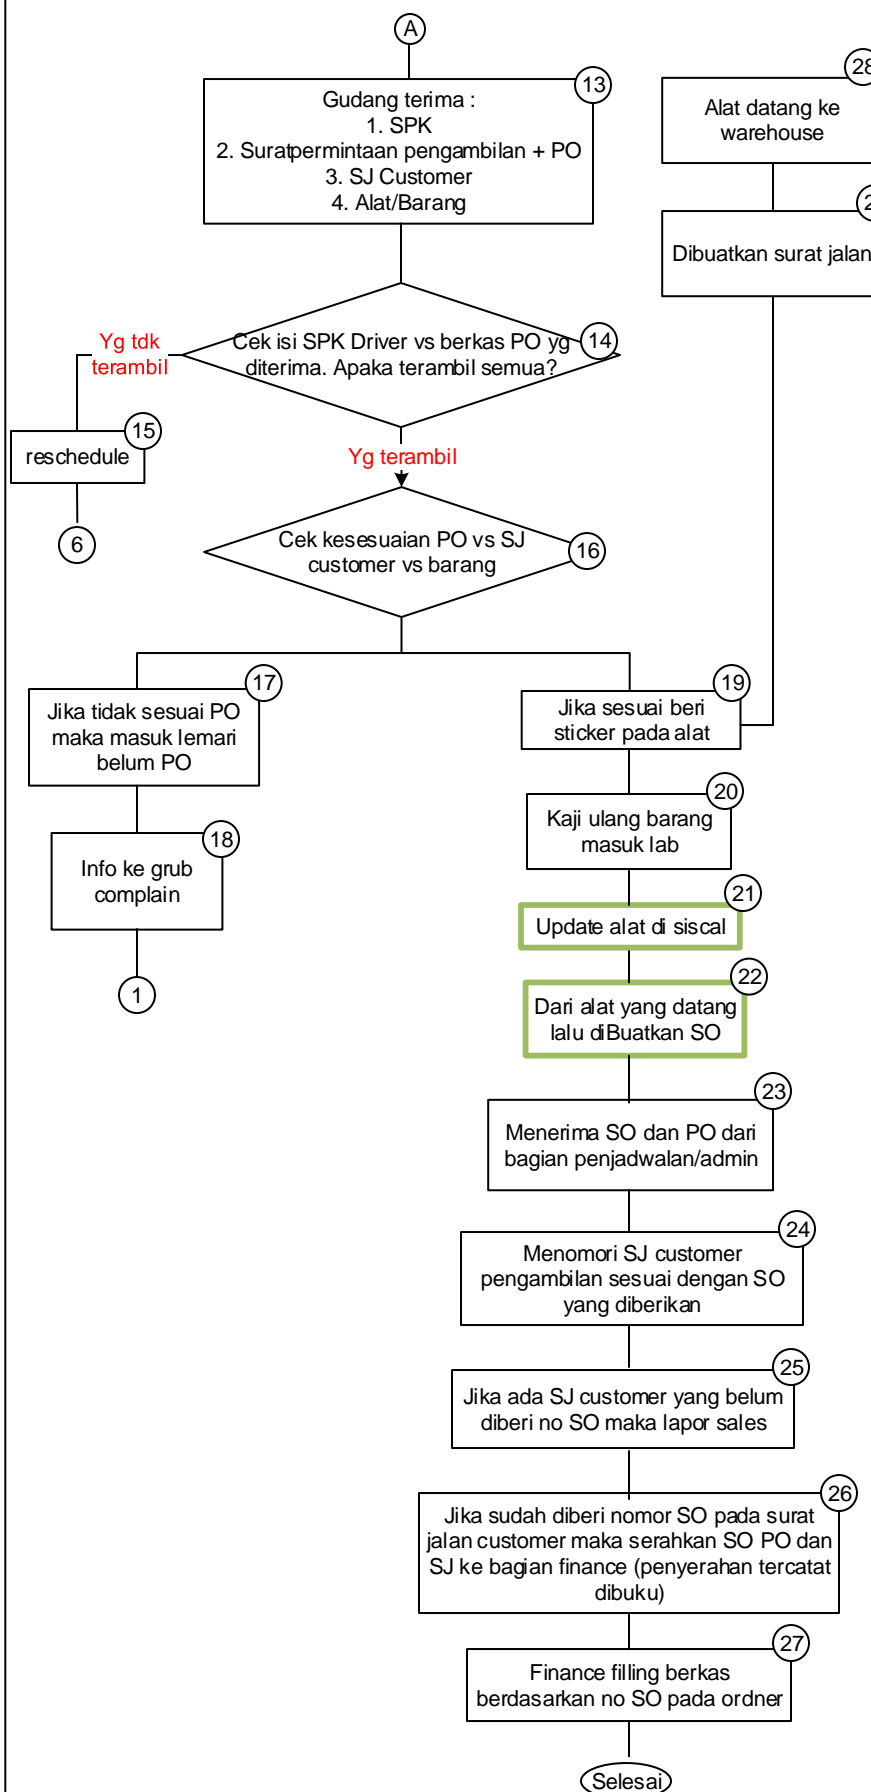 A
13
Gudang terima :
1. SPK
2. Suratpermintaan pengambilan + PO
3. SJ Customer
4. Alat/Barang
28
Alat datang ke
warehouse
Dibuatkan surat jalan
14
Cek isi SPK Driver vs berkas PO yg
diterima. Apaka terambil semua?
Yg tdk
terambil
15
reschedule
6
Yg terambil
16
Cek kesesuaian PO vs SJ
customer vs barang
17
Jika tidak sesuai PO
maka masuk lemari
belum PO
18
Info ke grub
complain
1
19
Jika sesuai beri
sticker pada alat
20
Kaji ulang barang
masuk lab
21
Update alat di siscal
22
Dari alat yang datang
lalu diBuatkan SO
23
Menerima SO dan PO dari
bagian penjadwalan/admin
24
Menomori SJ customer
pengambilan sesuai dengan SO
yang diberikan
25
Jika ada SJ customer yang belum
diberi no SO maka lapor sales
26
Jika sudah diberi nomor SO pada surat
jalan customer maka serahkan SO PO dan
SJ ke bagian finance (penyerahan tercatat
dibuku)
27
Finance filling berkas
berdasarkan no SO pada ordner
Selesai